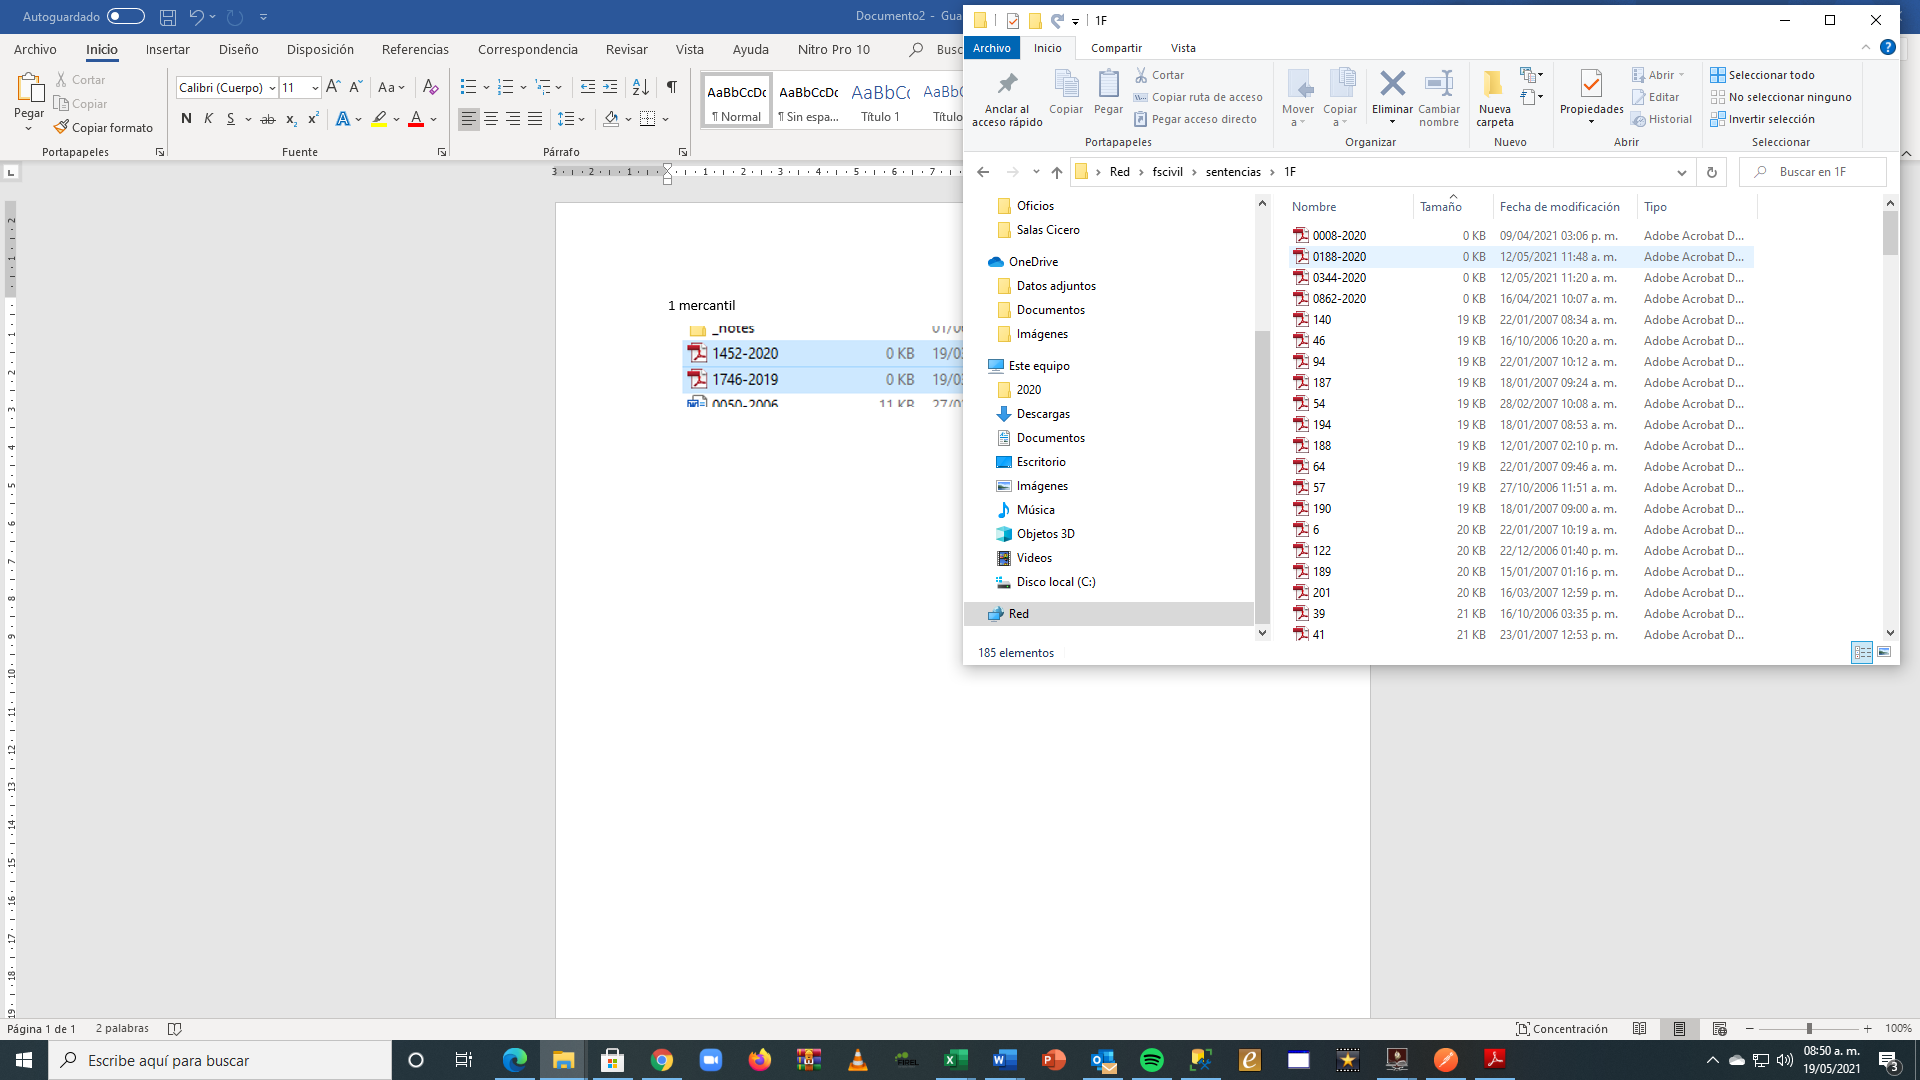 Autoguardado
Documento2 - Gua
Archivo Inicio Insertar Diseño Disposición Referencias Correspondencia Revisar Vista Ayuda Nitro Pro 10 Busc
Pegar
Cortar
Copiar
Copiar formato
Portapapeles
Calibri (Cuerpo) 11
N K S ab
Fuente
Párrafo
AaBbCcDc AaBbCcDc AaBbCc AaBbCc
¶ Normal ¶ Sin espa... Título 1 Título
1 mercantil
_notes
1452-2020 0 KB 19/0
1746-2019 0 KB 19/0
0050-2006 11 KB 27/0
Página 1 de 1 2 palabras
Concentración
100%
1F
Archivo Inicio Compartir Vista
Anclar al acceso rápido
Copiar
Pegar
Cortar
Copiar ruta de acceso
Pegar acceso directo
Portapapeles
Mover a
Copiar a
Eliminar
Cambiar nombre
Organizar
Nueva carpeta
Nuevo
Propiedades
Abrir
Editar
Historial
Abrir
Seleccionar todo
No seleccionar ninguno
Invertir selección
Seleccionar
Red > fscivil > sentencias > 1F
Buscar en 1F
Oficios
Salas Cicero
OneDrive
Datos adjuntos
Documentos
Imágenes
Este equipo
2020
Descargas
Documentos
Escritorio
Imágenes
Música
Objetos 3D
Videos
Disco local (C:)
Red
Nombre Tamaño Fecha de modificación Tipo
0008-2020 0 KB 09/04/2021 03:06 p. m. Adobe Acrobat D...
0188-2020 0 KB 12/05/2021 11:48 a. m. Adobe Acrobat D...
0344-2020 0 KB 12/05/2021 11:20 a. m. Adobe Acrobat D...
0862-2020 0 KB 16/04/2021 10:07 a. m. Adobe Acrobat D...
140 19 KB 22/01/2007 08:34 a. m. Adobe Acrobat D...
46 19 KB 16/10/2006 10:20 a. m. Adobe Acrobat D...
94 19 KB 22/01/2007 10:12 a. m. Adobe Acrobat D...
187 19 KB 18/01/2007 09:24 a. m. Adobe Acrobat D...
54 19 KB 28/02/2007 10:08 a. m. Adobe Acrobat D...
194 19 KB 18/01/2007 08:53 a. m. Adobe Acrobat D...
188 19 KB 12/01/2007 02:10 p. m. Adobe Acrobat D...
64 19 KB 22/01/2007 09:46 a. m. Adobe Acrobat D...
57 19 KB 27/10/2006 11:51 a. m. Adobe Acrobat D...
190 19 KB 18/01/2007 09:00 a. m. Adobe Acrobat D...
6 20 KB 22/01/2007 10:19 a. m. Adobe Acrobat D...
122 20 KB 22/12/2006 01:40 p. m. Adobe Acrobat D...
189 20 KB 15/01/2007 01:16 p. m. Adobe Acrobat D...
201 20 KB 16/03/2007 12:59 p. m. Adobe Acrobat D...
39 21 KB 16/10/2006 03:35 p. m. Adobe Acrobat D...
41 21 KB 23/01/2007 12:53 p. m. Adobe Acrobat D...
185 elementos
Escribe aquí para buscar
08:50 a. m.
19/05/2021
3